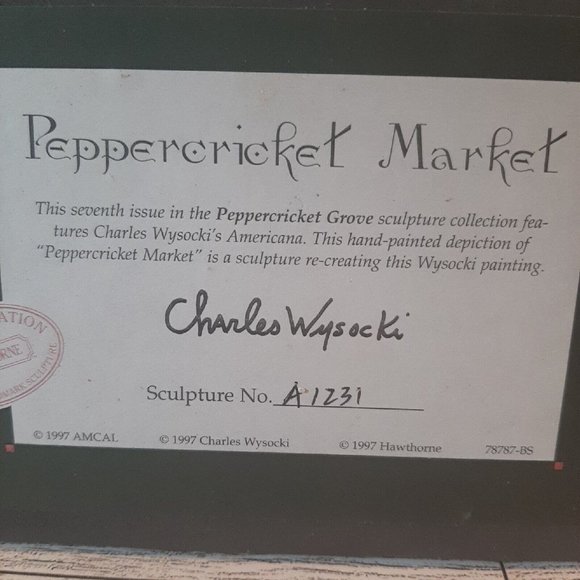 Peppercricket Market
This seventh issue in the Peppercricket Grove sculpture collection fea-
tures Charles Wysocki's Americana. This hand-painted depiction of
"Peppercricket Market" is a sculpture re-creating this Wysocki painting.
Charles Wysocki
Sculpture No. A1231
© 1997 AMCAL © 1997 Charles Wysocki © 1997 Hawthorne 78787-BS